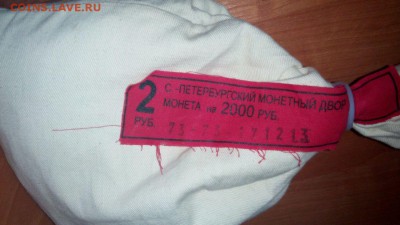 COINS.LAVE.RU
2
РУБ.
С.-ПЕТЕРБУРГСКИЙ МОНЕТНЫЙ ДВОР
МОНЕТА НА 2000 РУБ.